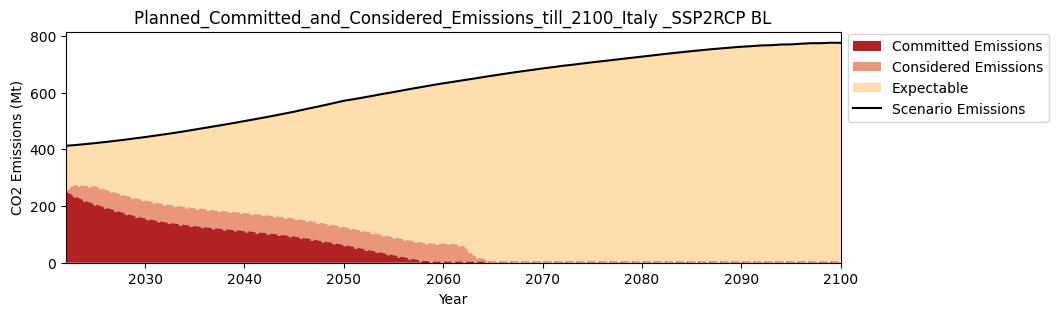 Planned_Committed_and_Considered_Emissions_till_2100_Italy _SSP2RCP BL
CO2 Emissions (Mt)
800
600
400
200
0
2030
2040
2050
2060
2070
2080
2090
2100
Year
Committed Emissions
Considered Emissions
Expectable
Scenario Emissions